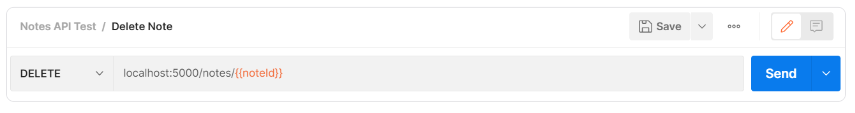 Notes API Test / Delete Note
Save
DELETE
localhost:5000/notes/{{noteId}}
Send